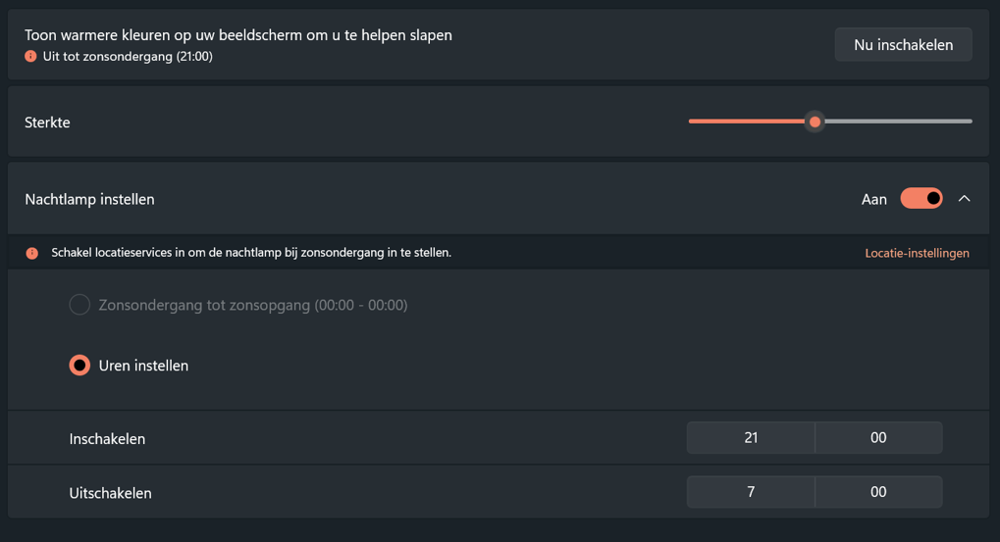 Toon warmere kleuren op uw beeldscherm om u te helpen slapen
Uit tot zonsondergang (21:00)
Nu inschakelen
Sterkte
Nachtlamp instellen
Aan
Schakel locatieservices in om de nachtlamp bij zonsondergang in te stellen.
Locatie-instellingen
Zonsondergang tot zonsopgang (00:00 - 00:00)
Uren instellen
Inschakelen
21
00
Uitschakelen
7
00